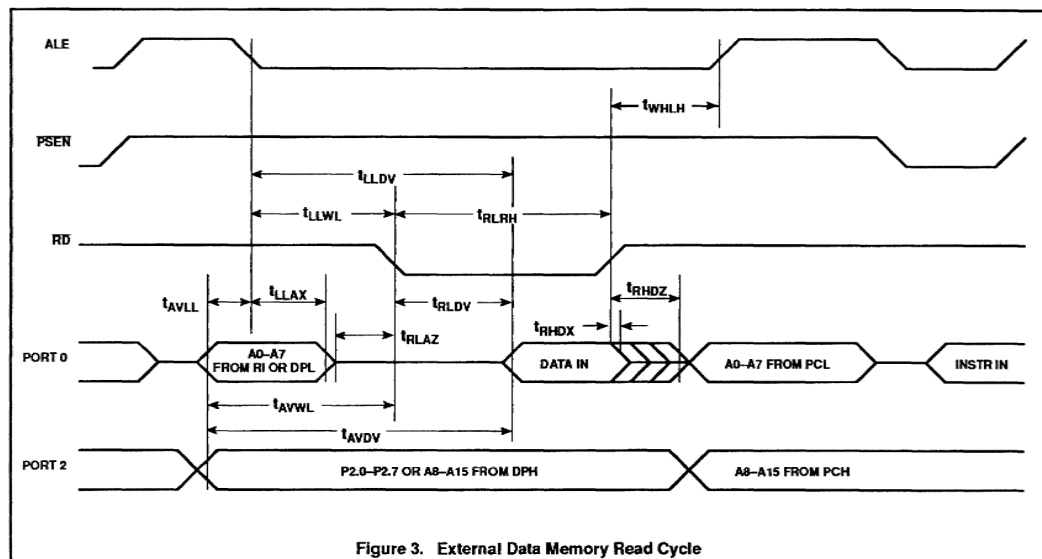 ALE
tWHLH
PSEN
tLLDV
tLLWL
tRLRH
RD
tAVLL
tLLAX
tRLDV
tRHDZ
tRLAZ
tRHDX
PORT 0
A0–A7
FROM RI OR DPL
DATA IN
A0–A7 FROM PCL
INSTR IN
tAVWL
tAVDV
PORT 2
P2.0–P2.7 OR A8–A15 FROM DPH
A8–A15 FROM PCH
Figure 3. External Data Memory Read Cycle